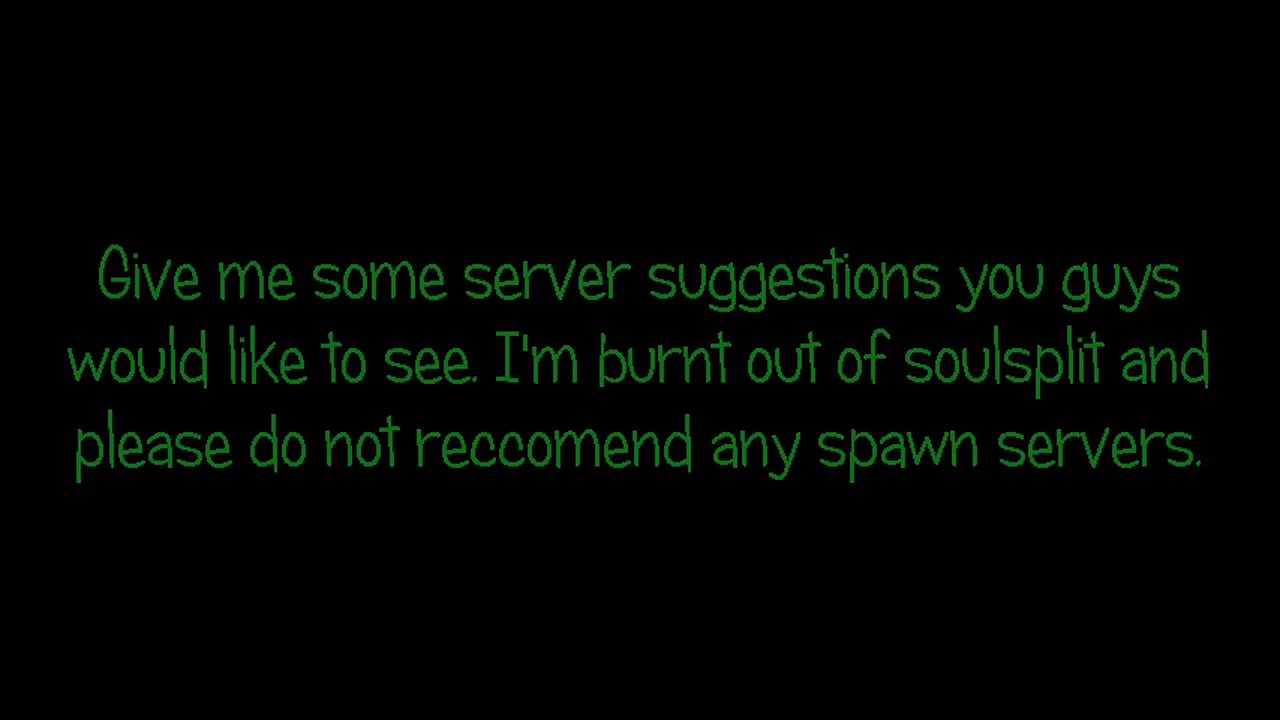 Give me some server suggestions you guys
would like to see. I'm burnt out of soulsplit and
please do not reccomend any spawn servers.